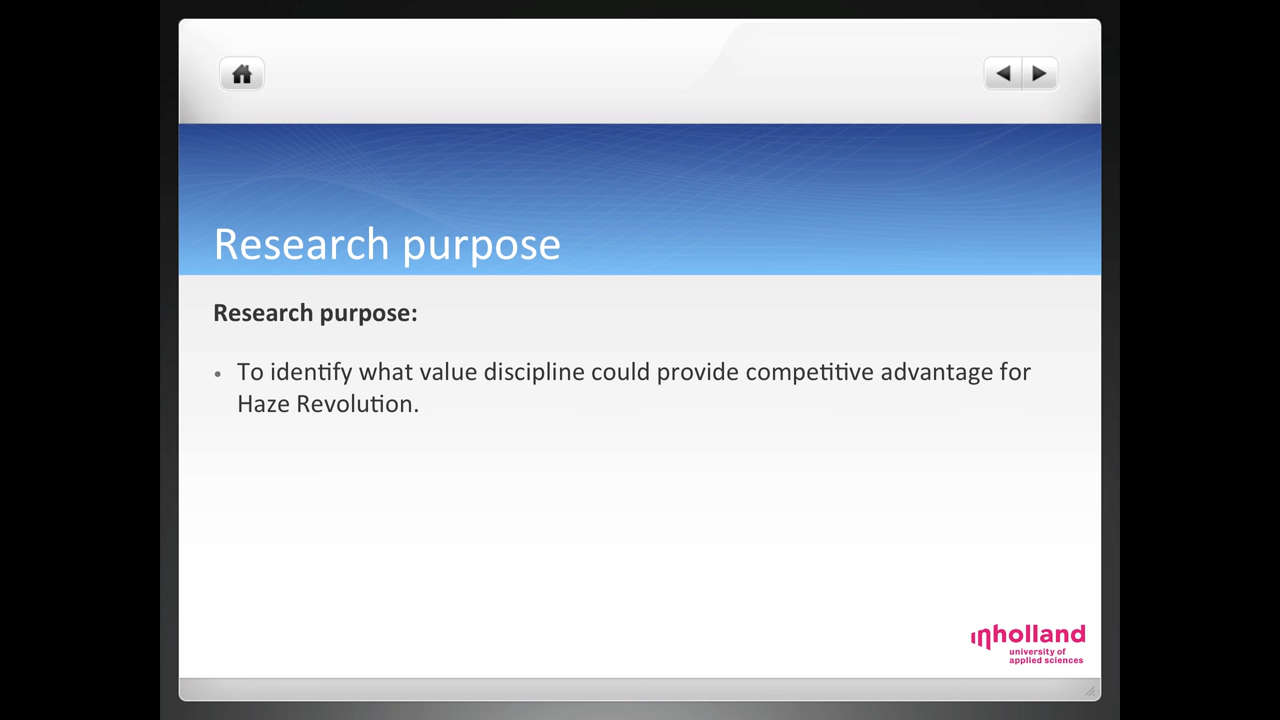 Research purpose
Research purpose:
• To identify what value discipline could provide competitive advantage for
Haze Revolution.
inholland
university of
applied sciences